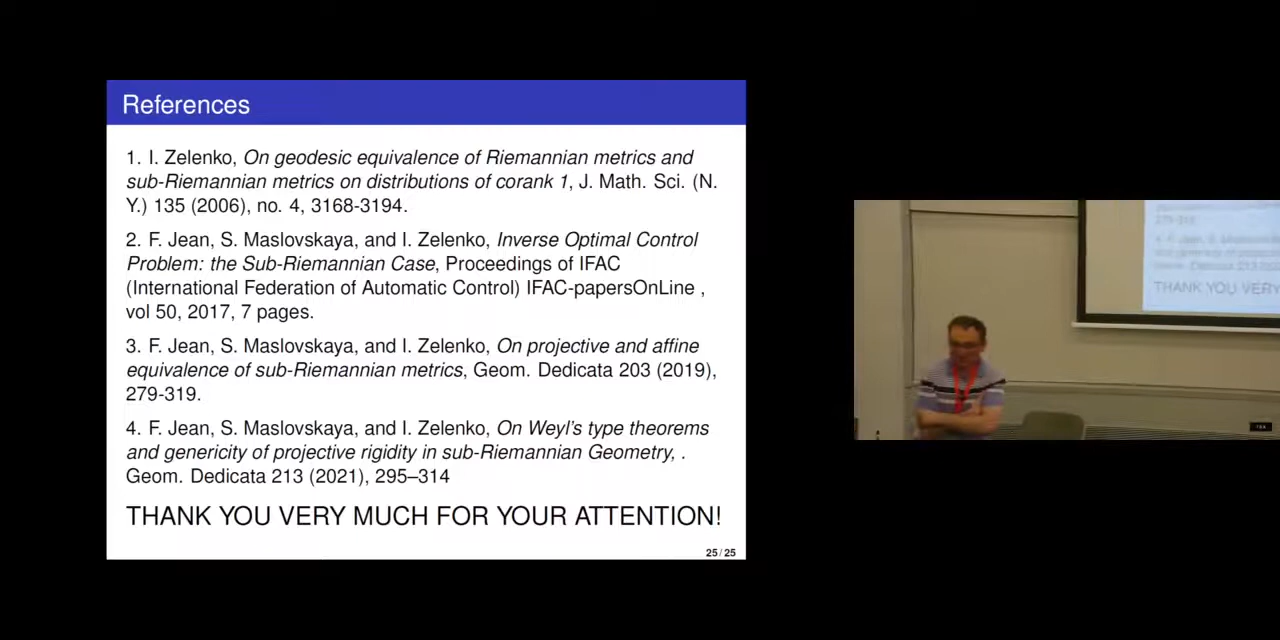 References
1. I. Zelenko, On geodesic equivalence of Riemannian metrics and
sub-Riemannian metrics on distributions of corank 1, J. Math. Sci. (N.
Y.) 135 (2006), no. 4, 3168-3194.
2. F. Jean, S. Maslovskaya, and I. Zelenko, Inverse Optimal Control
Problem: the Sub-Riemannian Case, Proceedings of IFAC
(International Federation of Automatic Control) IFAC-papersOnLine ,
vol 50, 2017, 7 pages.
3. F. Jean, S. Maslovskaya, and I. Zelenko, On projective and affine
equivalence of sub-Riemannian metrics, Geom. Dedicata 203 (2019),
279-319.
4. F. Jean, S. Maslovskaya, and I. Zelenko, On Weyl's type theorems
and genericity of projective rigidity in sub-Riemannian Geometry, .
Geom. Dedicata 213 (2021), 295–314
THANK YOU VERY MUCH FOR YOUR ATTENTION!
25 / 25
THANK YOU VERY